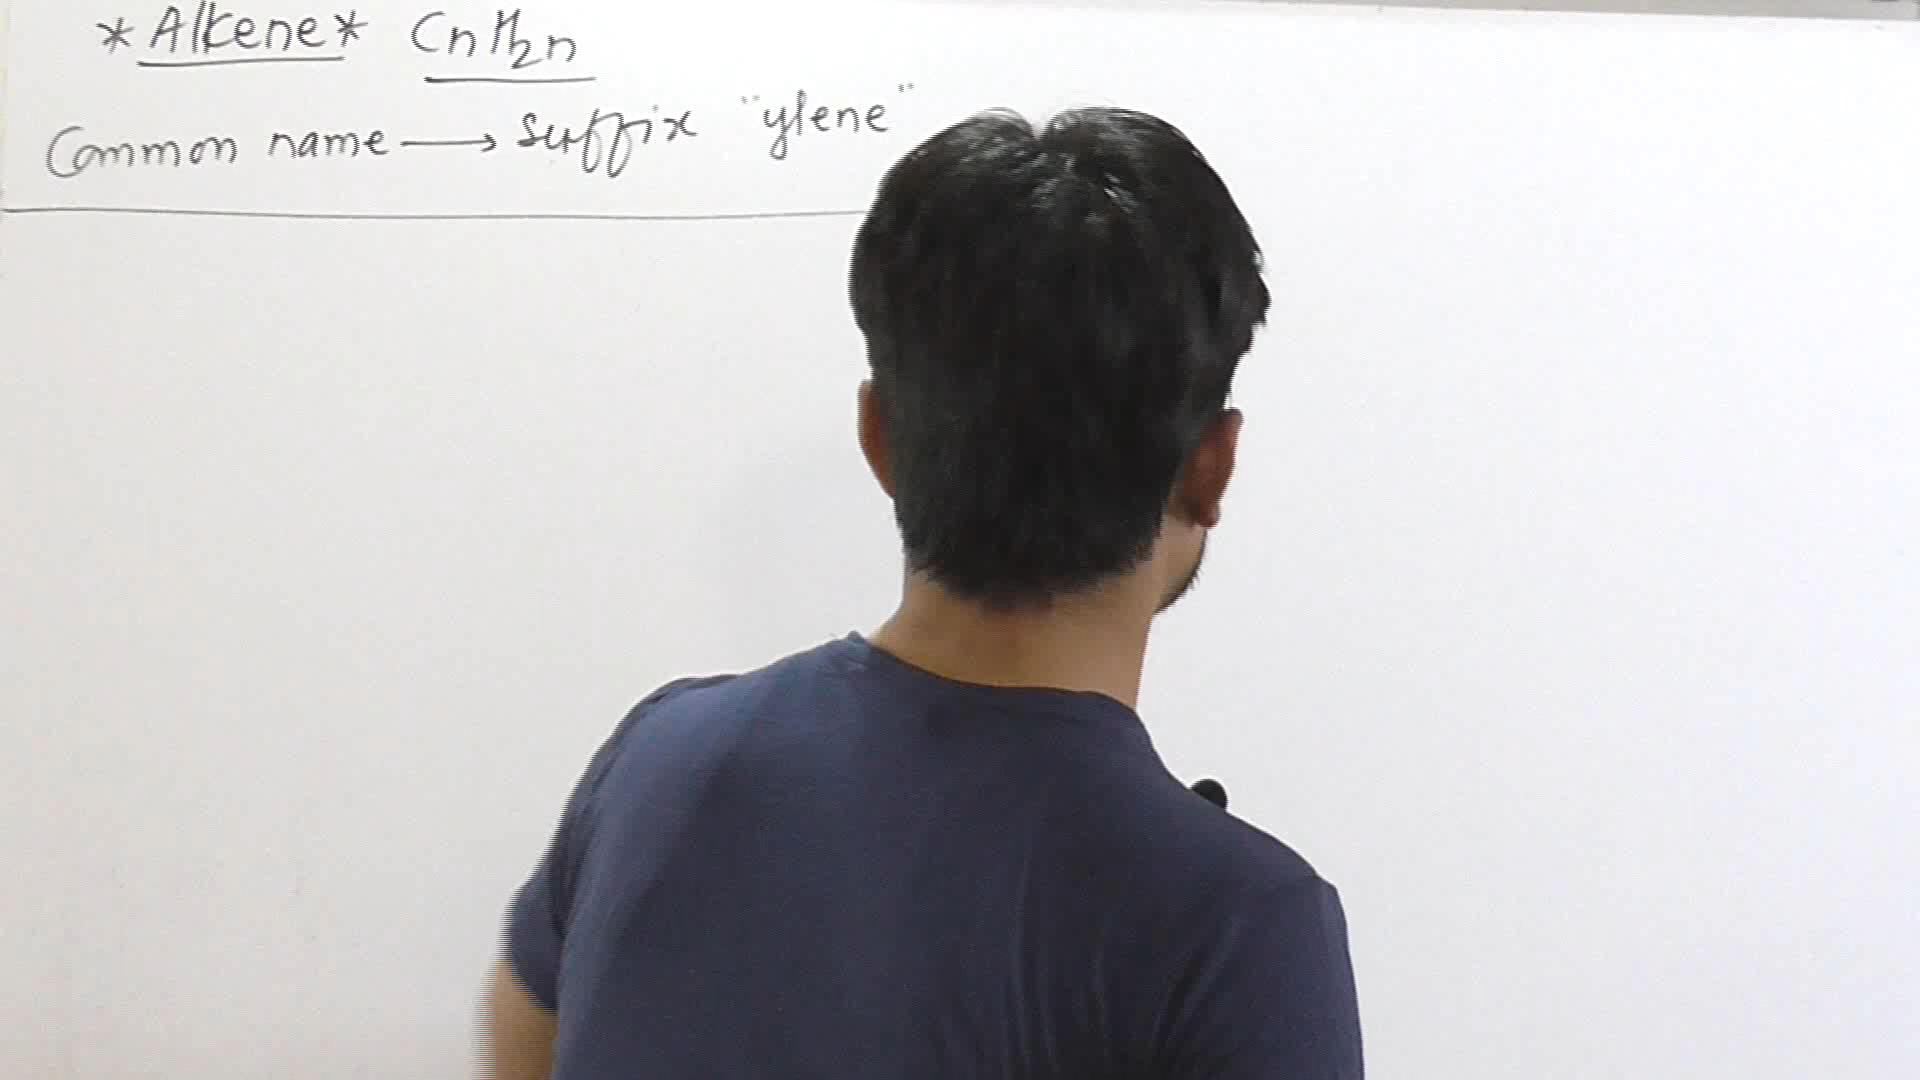 *Alkene* CnH2n
Common name → suffix "ylene"